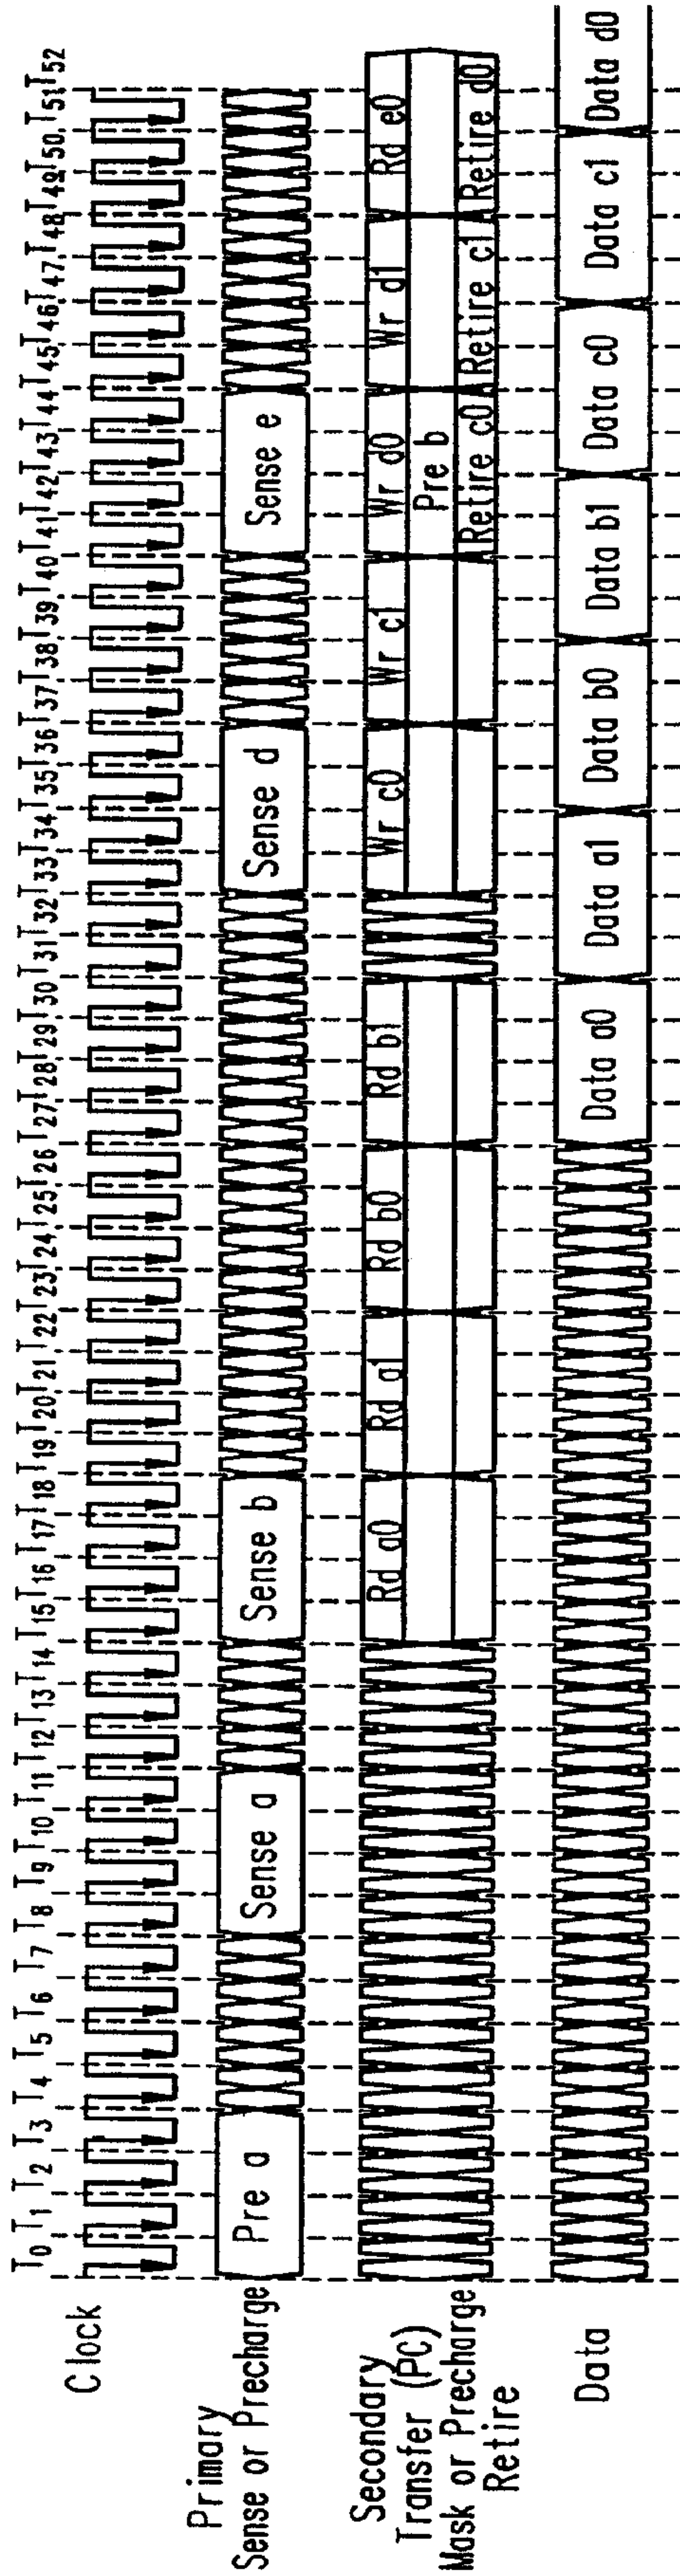 T0 T1 T2 T3 T4 T5 T6 T7 T8 T9 T10 T11 T12 T13 T14 T15 T16 T17 T18 T19 T20 T21 T22 T23 T24 T25 T26 T27 T28 T29 T30 T31 T32 T33 T34 T35 T36 T37 T38 T39 T40 T41 T42 T43 T44 T45 T46 T47 T48 T49 T50 T51 T52
Clock
Primary
Sense or Precharge
Pre a Sense a Sense b Sense d Sense e
Secondary
Transfer (PC)
Mask or Precharge
Retire
Rd a0 Rd a1 Rd b0 Rd b1 Wr c0 Wr c1 Wr d0 Wr d1 Rd e0
Pre b
Retire c0 Retire c1 Retire d0
Data
Data a0 Data a1 Data b0 Data b1 Data c0 Data c1 Data d0